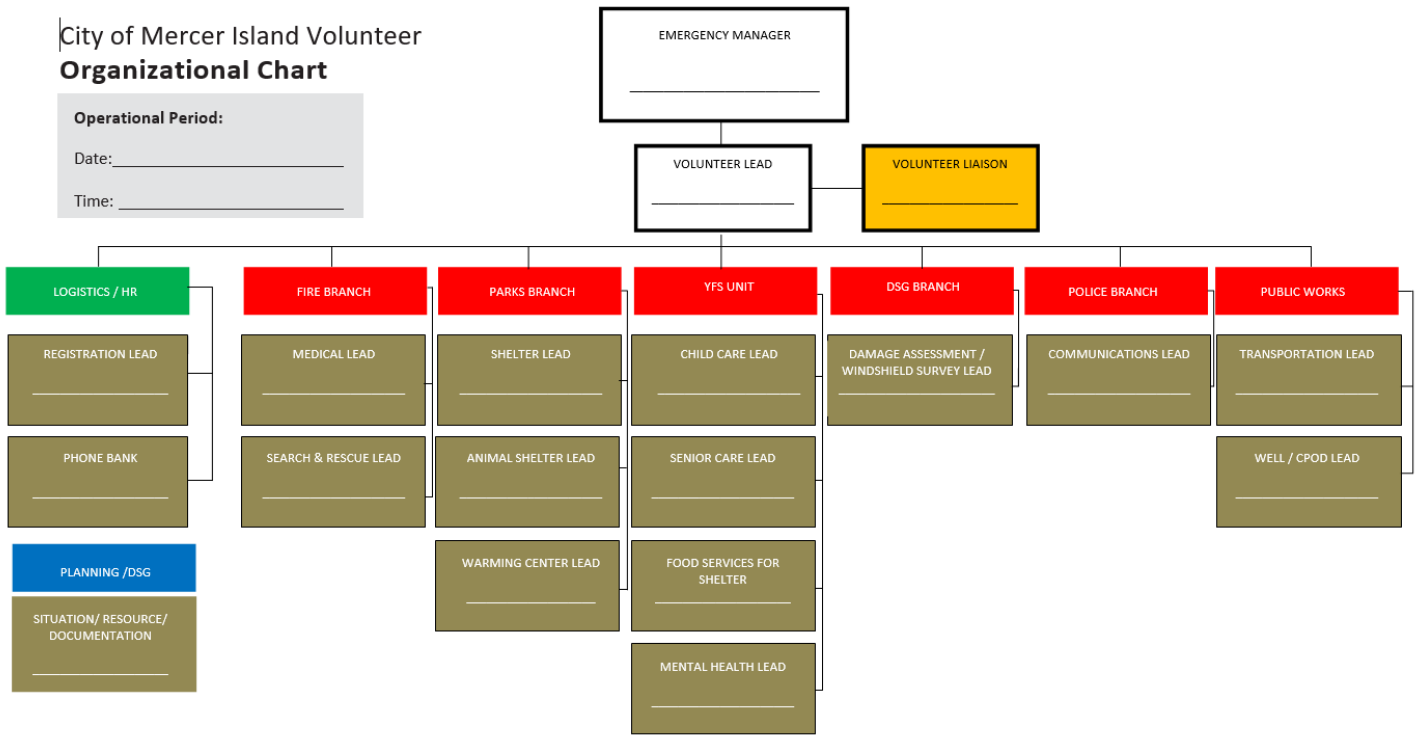 City of Mercer Island Volunteer
Organizational Chart
Operational Period:
Date:____________________________
Time: ___________________________
EMERGENCY MANAGER
VOLUNTEER LEAD
VOLUNTEER LIAISON
LOGISTICS / HR
REGISTRATION LEAD
PHONE BANK
PLANNING /DSG
SITUATION/ RESOURCE/
DOCUMENTATION
FIRE BRANCH
MEDICAL LEAD
SEARCH & RESCUE LEAD
PARKS BRANCH
SHELTER LEAD
ANIMAL SHELTER LEAD
WARMING CENTER LEAD
YFS UNIT
CHILD CARE LEAD
SENIOR CARE LEAD
FOOD SERVICES FOR
SHELTER
MENTAL HEALTH LEAD
DSG BRANCH
DAMAGE ASSESSMENT /
WINDSHIELD SURVEY LEAD
POLICE BRANCH
COMMUNICATIONS LEAD
PUBLIC WORKS
TRANSPORTATION LEAD
WELL / CPOD LEAD